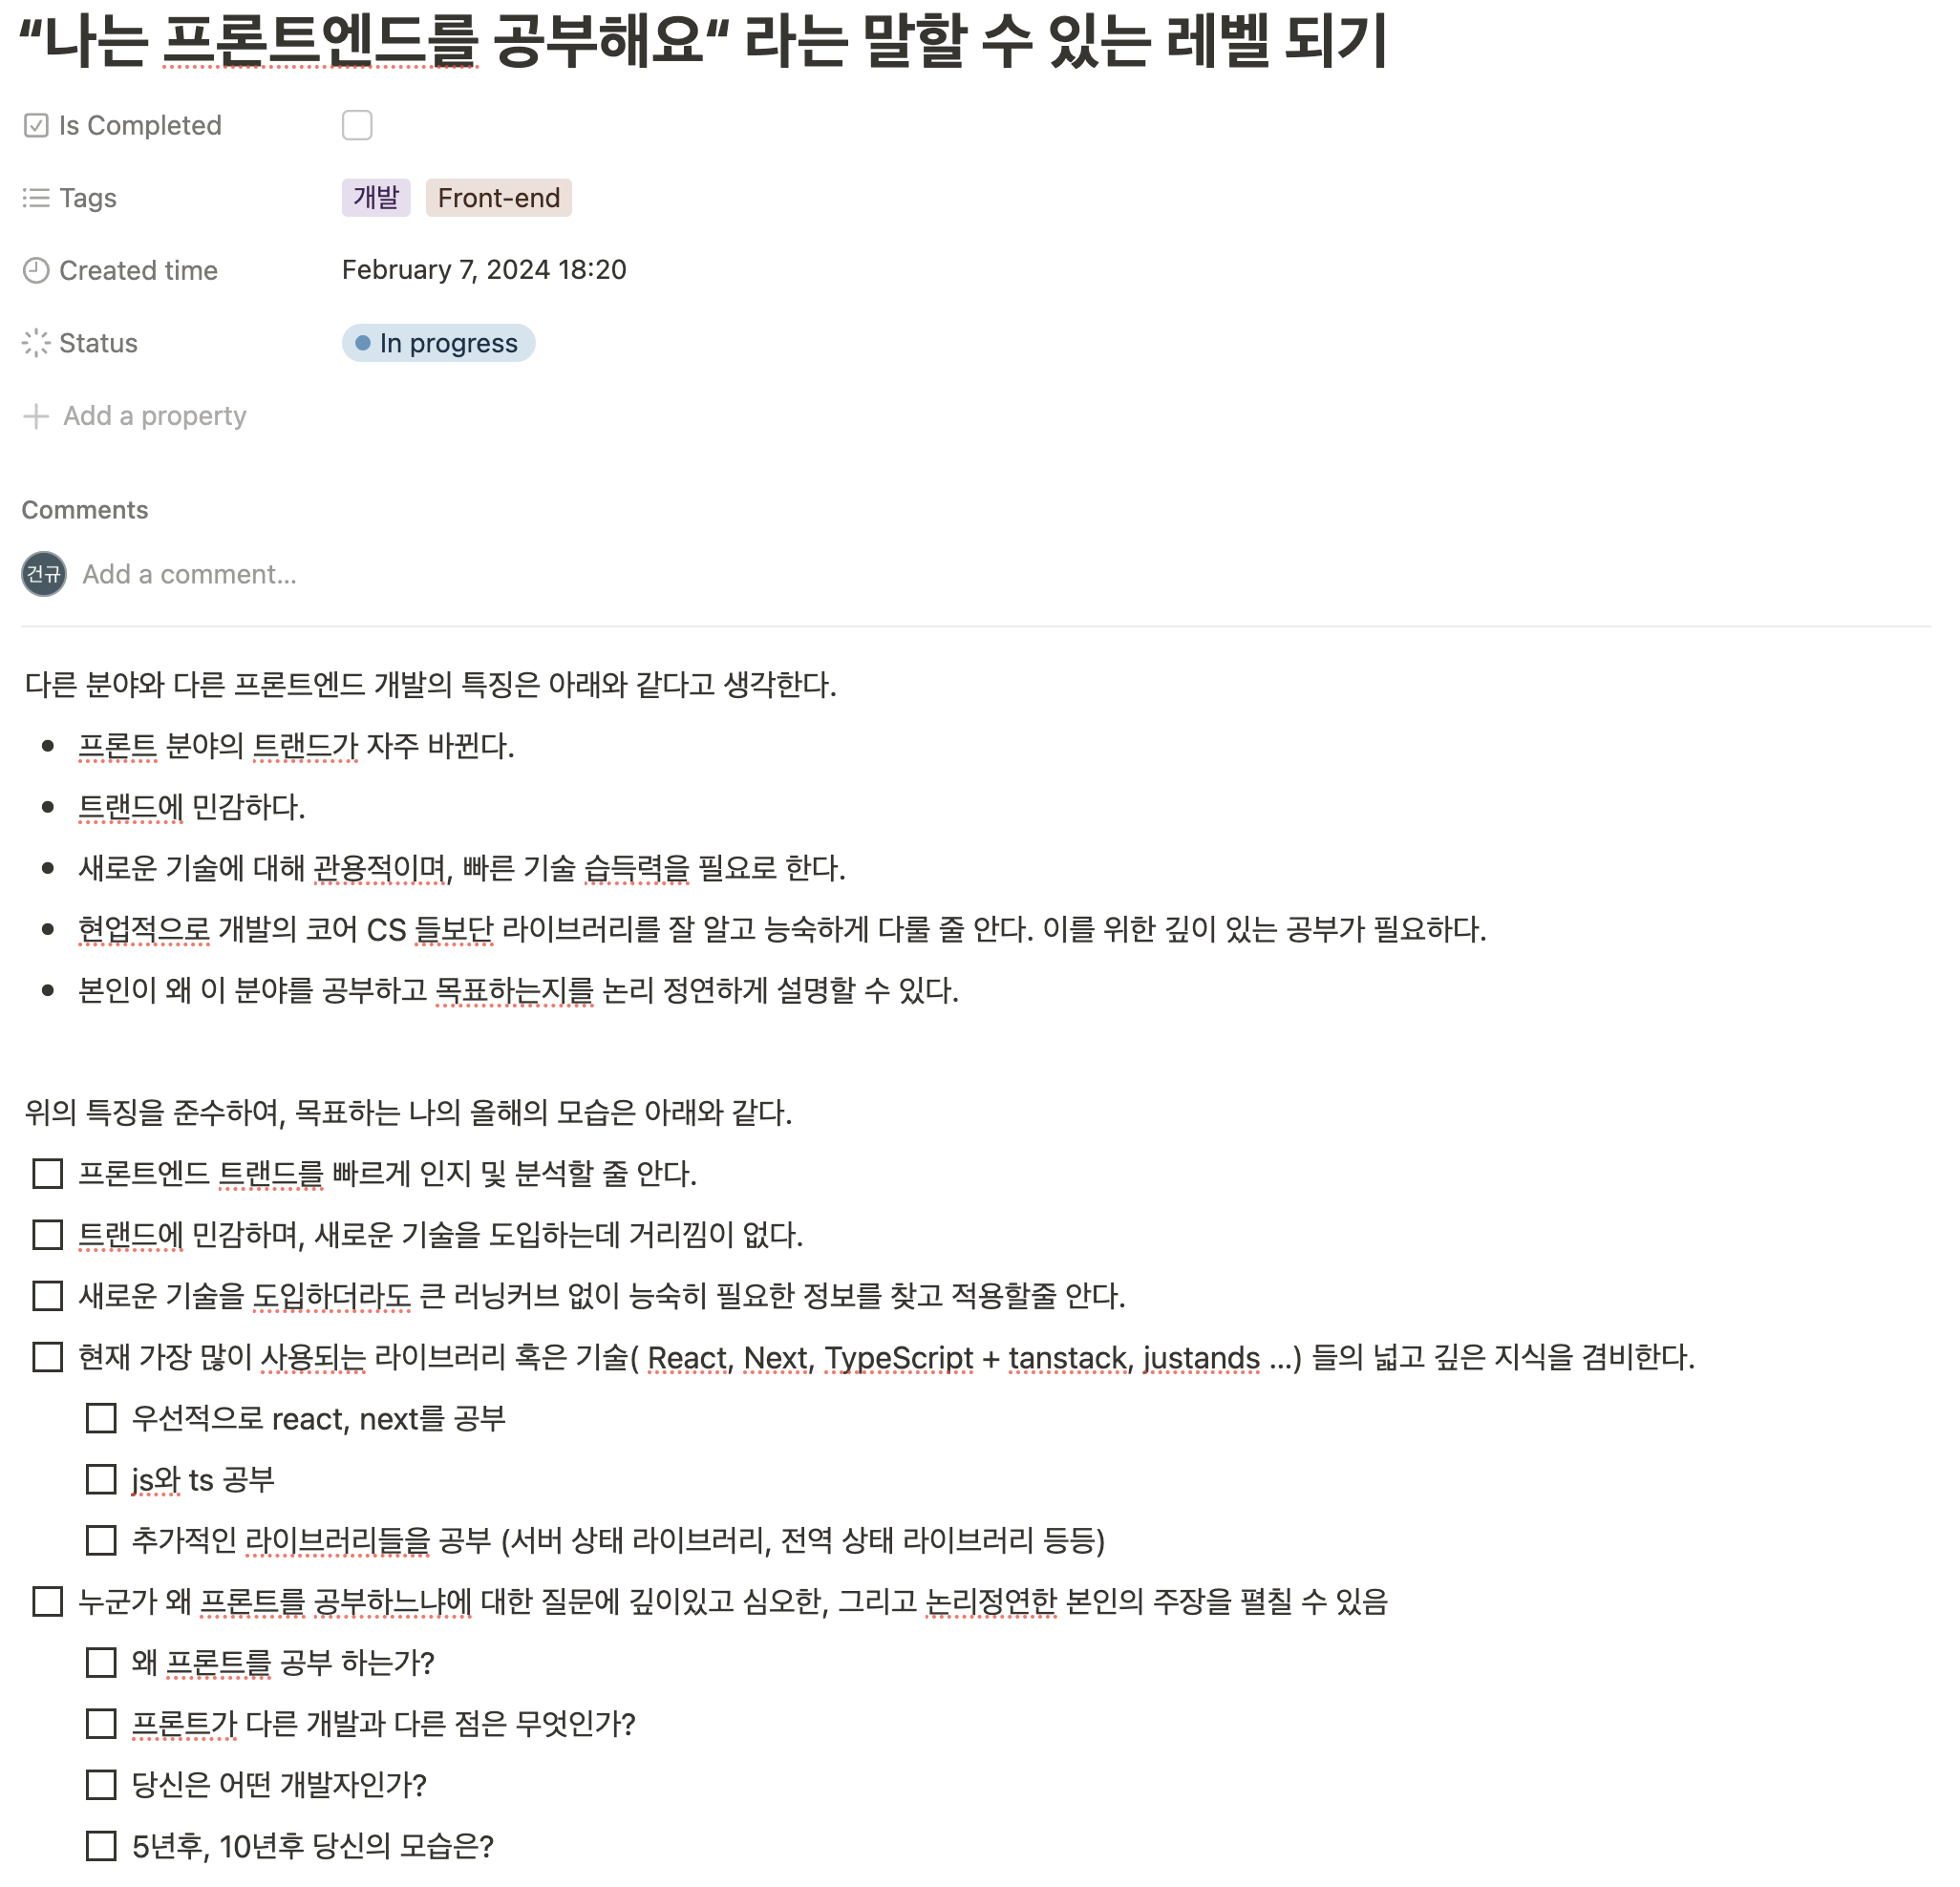 “나는 프론트엔드를 공부해요“ 라는 말할 수 있는 레벨 되기
Is Completed
Tags 개발 Front-end
Created time February 7, 2024 18:20
Status In progress
Add a property
Comments
건규 Add a comment...
다른 분야와 다른 프론트엔드 개발의 특징은 아래와 같다고 생각한다.
• 프론트 분야의 트랜드가 자주 바뀐다.
• 트랜드에 민감하다.
• 새로운 기술에 대해 관용적이며, 빠른 기술 습득력을 필요로 한다.
• 현업적으로 개발의 코어 CS 들보단 라이브러리를 잘 알고 능숙하게 다룰 줄 안다. 이를 위한 깊이 있는 공부가 필요하다.
• 본인이 왜 이 분야를 공부하고 목표하는지를 논리 정연하게 설명할 수 있다.
위의 특징을 준수하여, 목표하는 나의 올해의 모습은 아래와 같다.
프론트엔드 트랜드를 빠르게 인지 및 분석할 줄 안다.
트랜드에 민감하며, 새로운 기술을 도입하는데 거리낌이 없다.
새로운 기술을 도입하더라도 큰 러닝커브 없이 능숙히 필요한 정보를 찾고 적용할줄 안다.
현재 가장 많이 사용되는 라이브러리 혹은 기술( React, Next, TypeScript + tanstack, justands ...) 들의 넓고 깊은 지식을 겸비한다.
우선적으로 react, next를 공부
js와 ts 공부
추가적인 라이브러리들을 공부 (서버 상태 라이브러리, 전역 상태 라이브러리 등등)
누군가 왜 프론트를 공부하느냐에 대한 질문에 깊이있고 심오한, 그리고 논리정연한 본인의 주장을 펼칠 수 있음
왜 프론트를 공부 하는가?
프론트가 다른 개발과 다른 점은 무엇인가?
당신은 어떤 개발자인가?
5년후, 10년후 당신의 모습은?